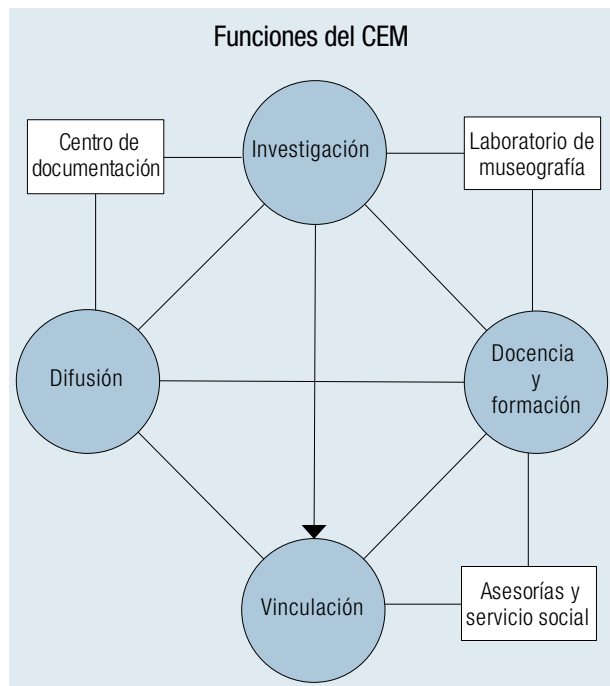 Funciones del CEM
Centro de
documentación
Investigación
Laboratorio de
museografía
Difusión
Docencia
y
formación
Vinculación
Asesorías y
servicio social